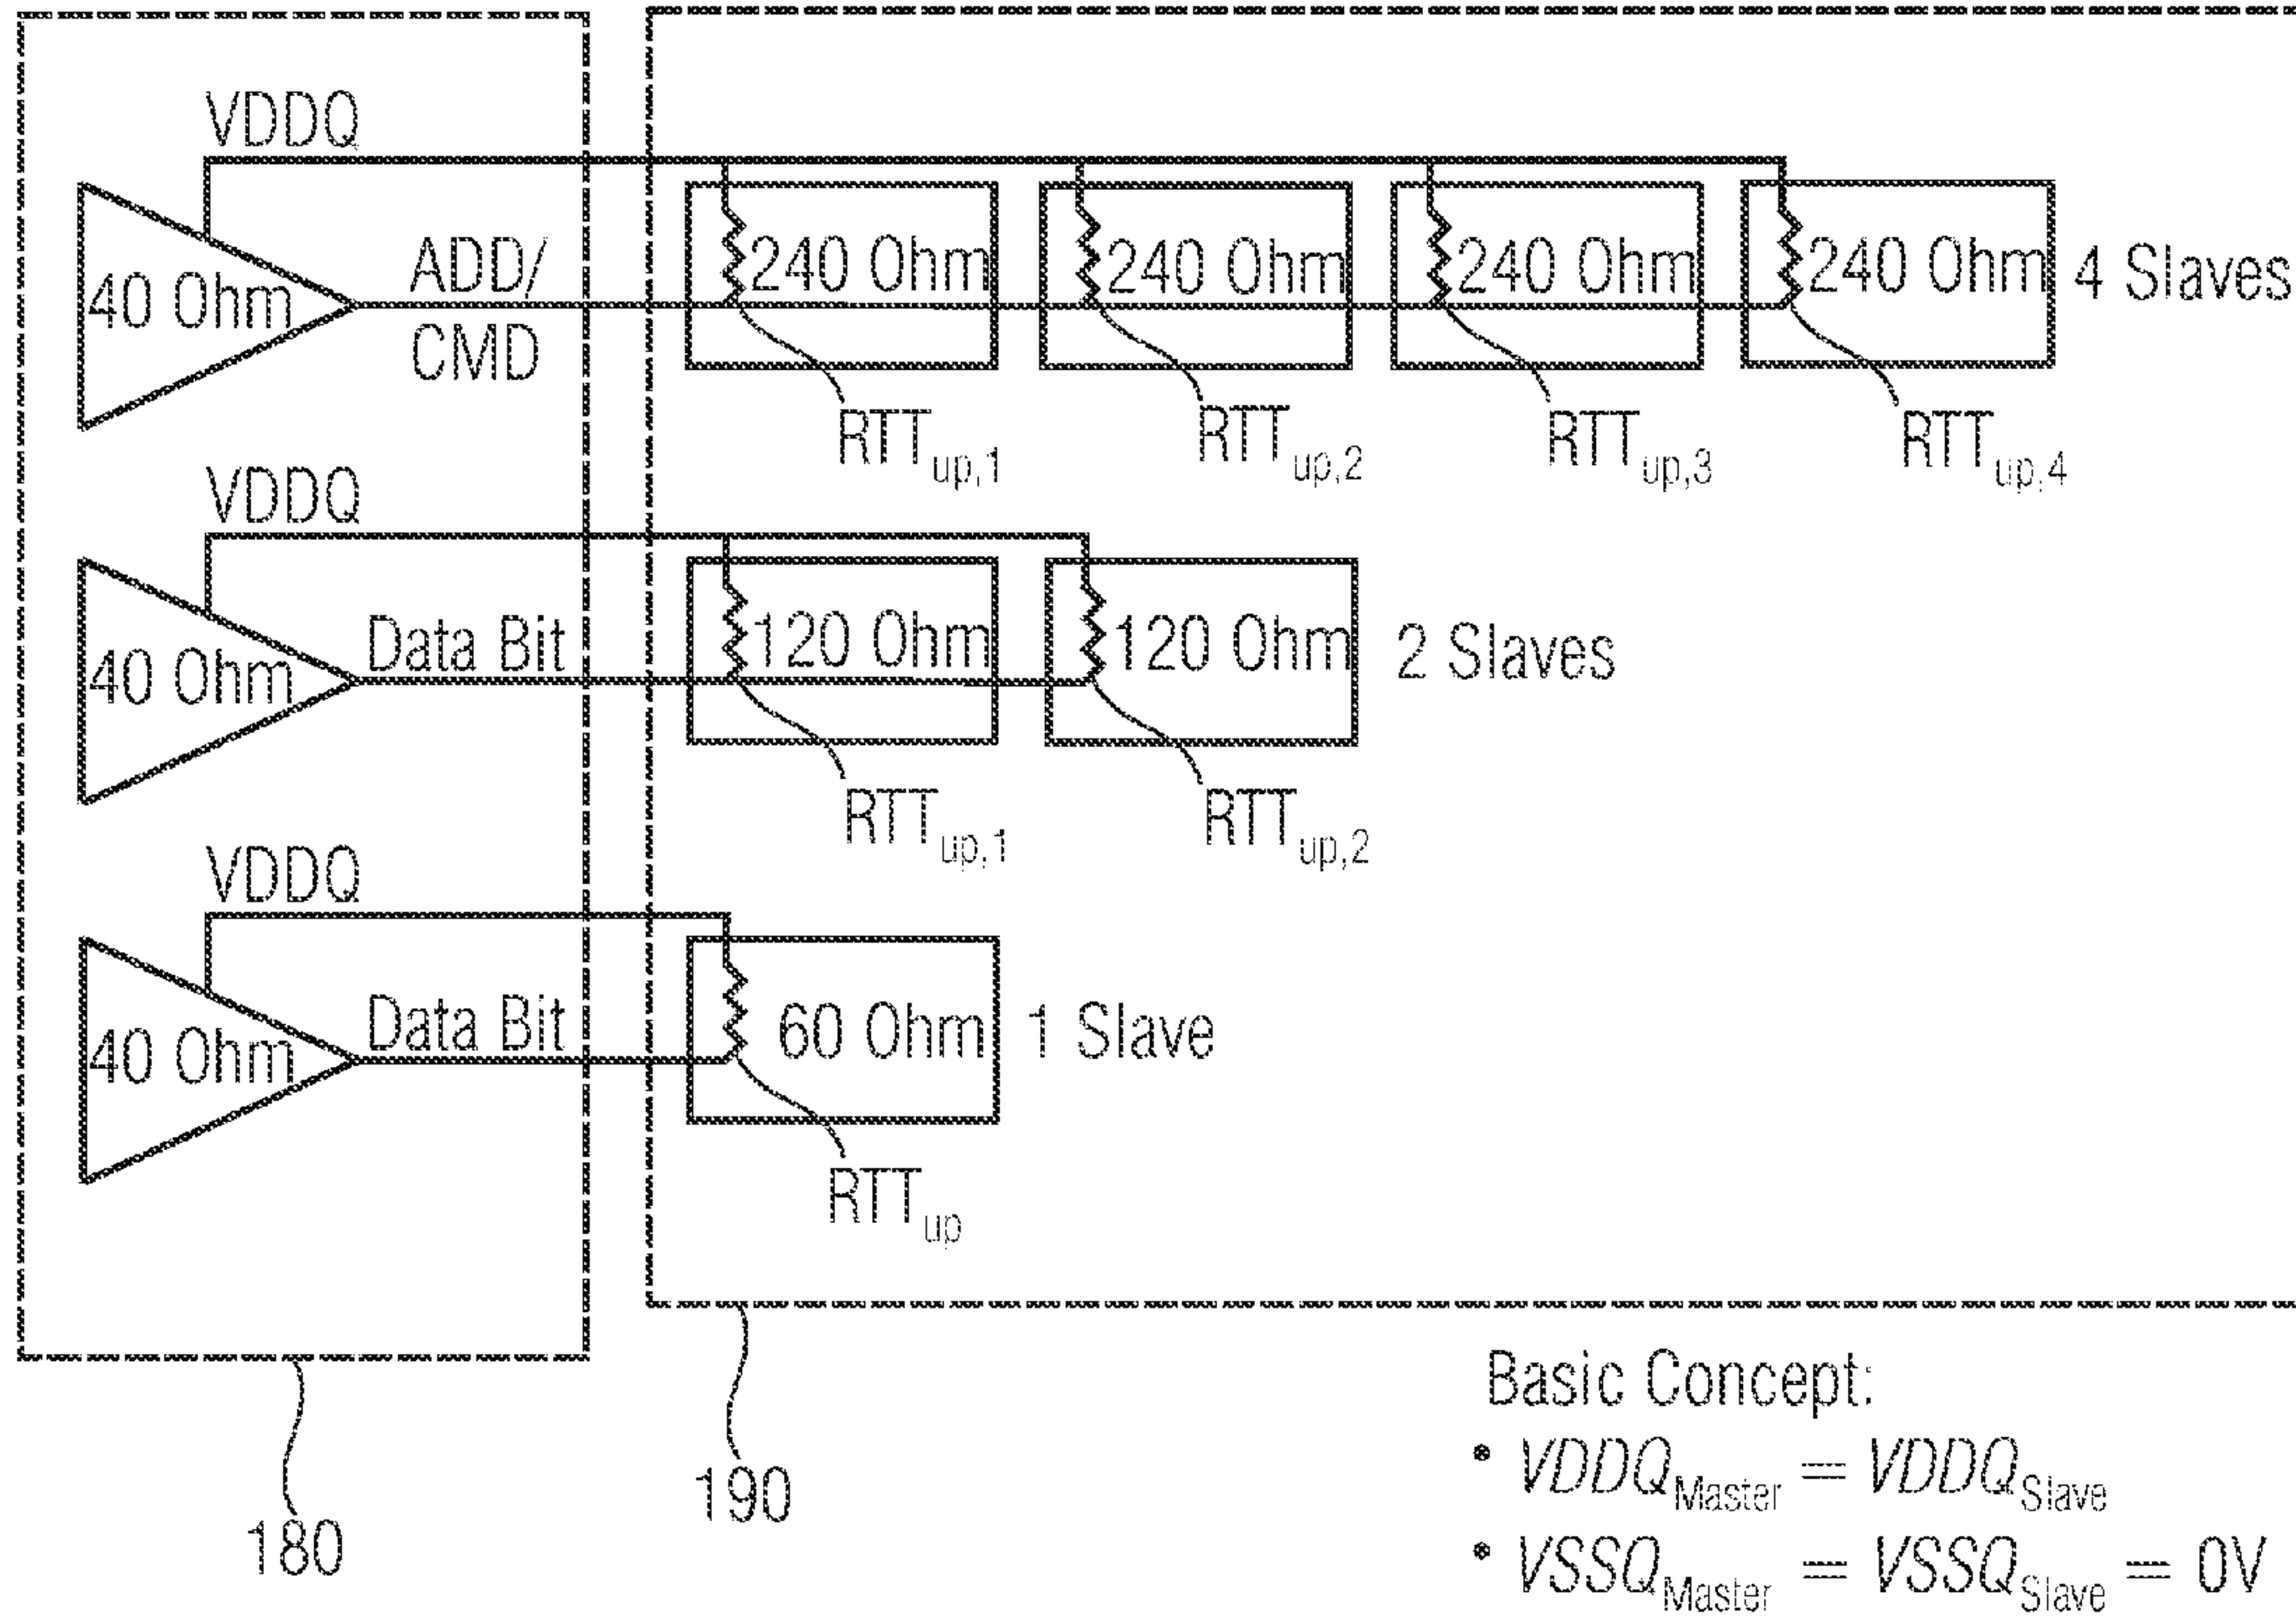 VDDQ
40 Ohm
ADD/
CMD
240 Ohm
240 Ohm
240 Ohm
240 Ohm
4 Slaves
RTTup,1
RTTup,2
RTTup,3
RTTup,4
VDDQ
40 Ohm
Data Bit
120 Ohm
120 Ohm
2 Slaves
RTTup,1
RTTup,2
VDDQ
40 Ohm
Data Bit
60 Ohm
1 Slave
RTTup
180
190
Basic Concept:
• VDDQMaster = VDDQSlave
• VSSQMaster = VSSQSlave = 0V